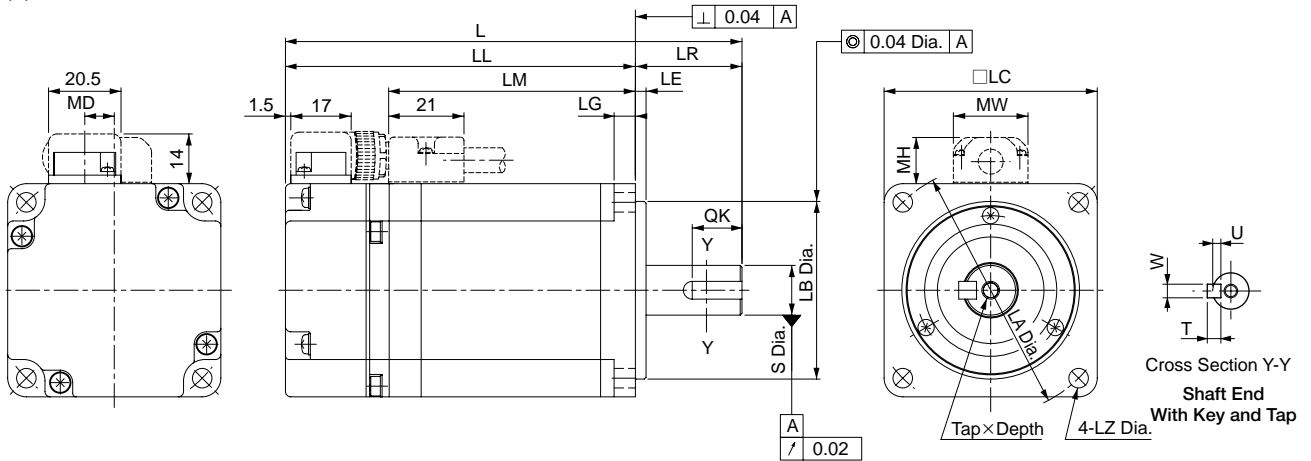 20.5
MD
14
L
LL
LR
LM
LE
LG
1.5
17
21
QK
Y
Y
LB Dia.
S Dia.
⊥ 0.04 A
◎ 0.04 Dia. A
A
↗ 0.02
□LC
MW
MH
LA Dia.
Tap×Depth
4-LZ Dia.
U
W
T
Cross Section Y-Y
Shaft End
With Key and Tap